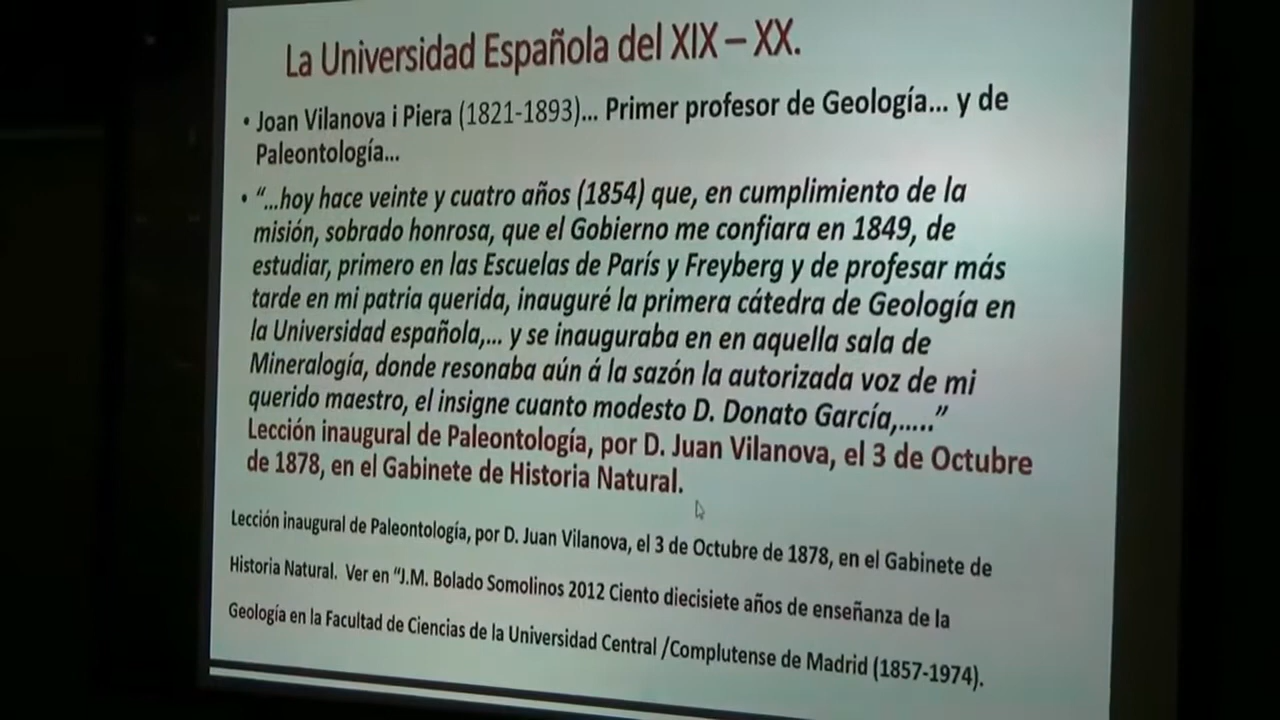 La Universidad Española del XIX – XX.
• Joan Vilanova i Piera (1821-1893)... Primer profesor de Geología... y de
Paleontología...
• “...hoy hace veinte y cuatro años (1854) que, en cumplimiento de la
misión, sobrado honrosa, que el Gobierno me confiara en 1849, de
estudiar, primero en las Escuelas de París y Freyberg y de profesar más
tarde en mi patria querida, inauguré la primera cátedra de Geología en
la Universidad española,... y se inauguraba en en aquella sala de
Mineralogía, donde resonaba aún á la sazón la autorizada voz de mi
querido maestro, el insigne cuanto modesto D. Donato García,.....”
Lección inaugural de Paleontología, por D. Juan Vilanova, el 3 de Octubre
de 1878, en el Gabinete de Historia Natural.
Lección inaugural de Paleontología, por D. Juan Vilanova, el 3 de Octubre de 1878, en el Gabinete de
Historia Natural. Ver en “J.M. Bolado Somolinos 2012 Ciento diecisiete años de enseñanza de la
Geología en la Facultad de Ciencias de la Universidad Central /Complutense de Madrid (1857-1974).